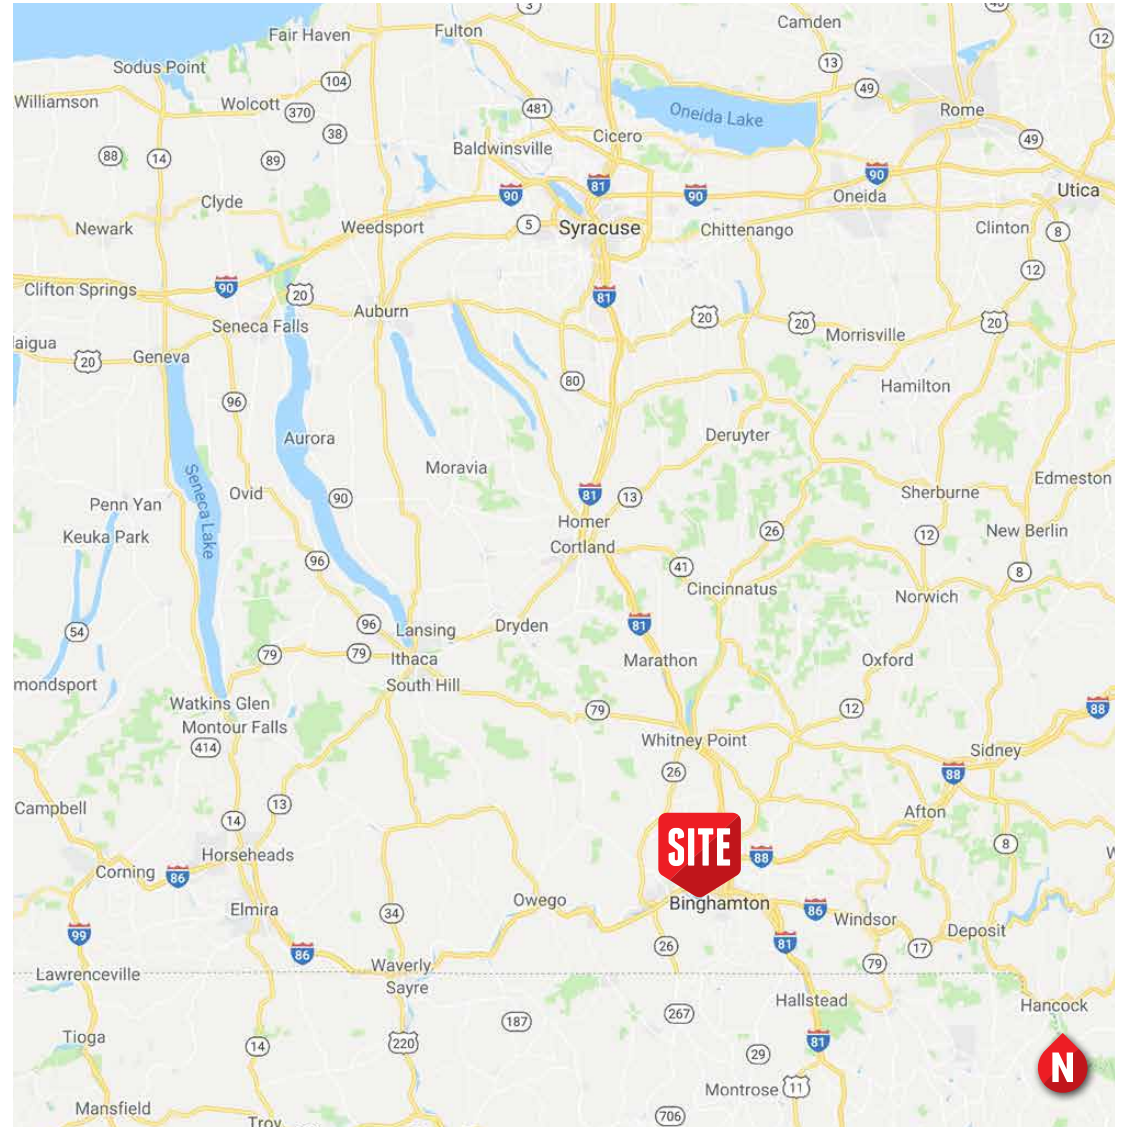 3
48
Camden
Fulton
Fair Haven
12
13
Sodus Point
104
49
Williamson
Wolcott
370
481
Oneida Lake
Rome
38
Cicero
49
Baldwinsville
88
14
89
90
81
90
90
Utica
Clyde
Oneida
Newark
Weedsport
5
Syracuse
Chittenango
Clinton
8
12
Clifton Springs
90
20
81
Auburn
20
20
20
Seneca Falls
Morrisville
laigua
20
Geneva
80
Hamilton
96
Deruyter
Aurora
Moravia
Edmeston
Seneca Lake
Ovid
90
81
13
Sherburne
Penn Yan
Homer
26
12
New Berlin
Keuka Park
Cortland
96
41
8
Cincinnatus
Norwich
54
96
Lansing
Dryden
81
79
79
Ithaca
Marathon
Oxford
mondsport
South Hill
Watkins Glen
79
12
88
Montour Falls
414
Whitney Point
Sidney
26
88
Campbell
13
Afton
14
SITE
8
Horseheads
88
Corning
86
Owego
Binghamton
Elmira
34
86
Windsor
99
26
81
17
Deposit
86
79
Lawrenceville
Waverly
Sayre
Hallstead
Hancock
187
267
Tioga
14
220
81
29
N
Montrose
11
Mansfield
706
Troy